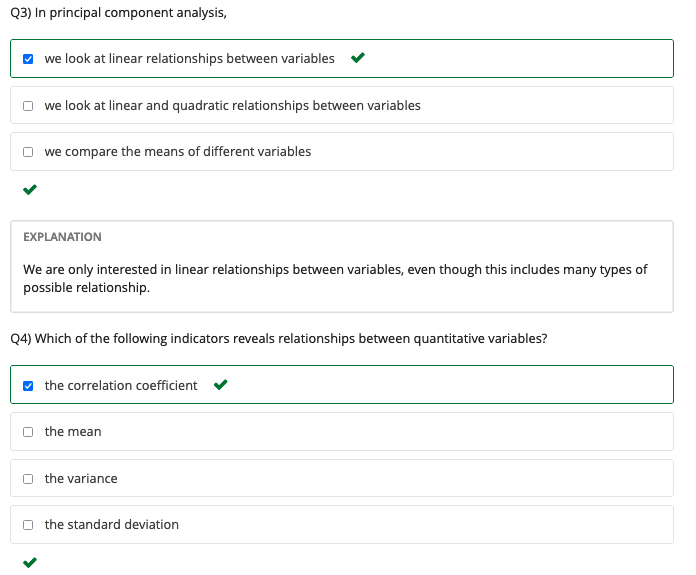 Q3) In principal component analysis,
we look at linear relationships between variables
we look at linear and quadratic relationships between variables
we compare the means of different variables
EXPLANATION
We are only interested in linear relationships between variables, even though this includes many types of
possible relationship.
Q4) Which of the following indicators reveals relationships between quantitative variables?
the correlation coefficient
the mean
the variance
the standard deviation